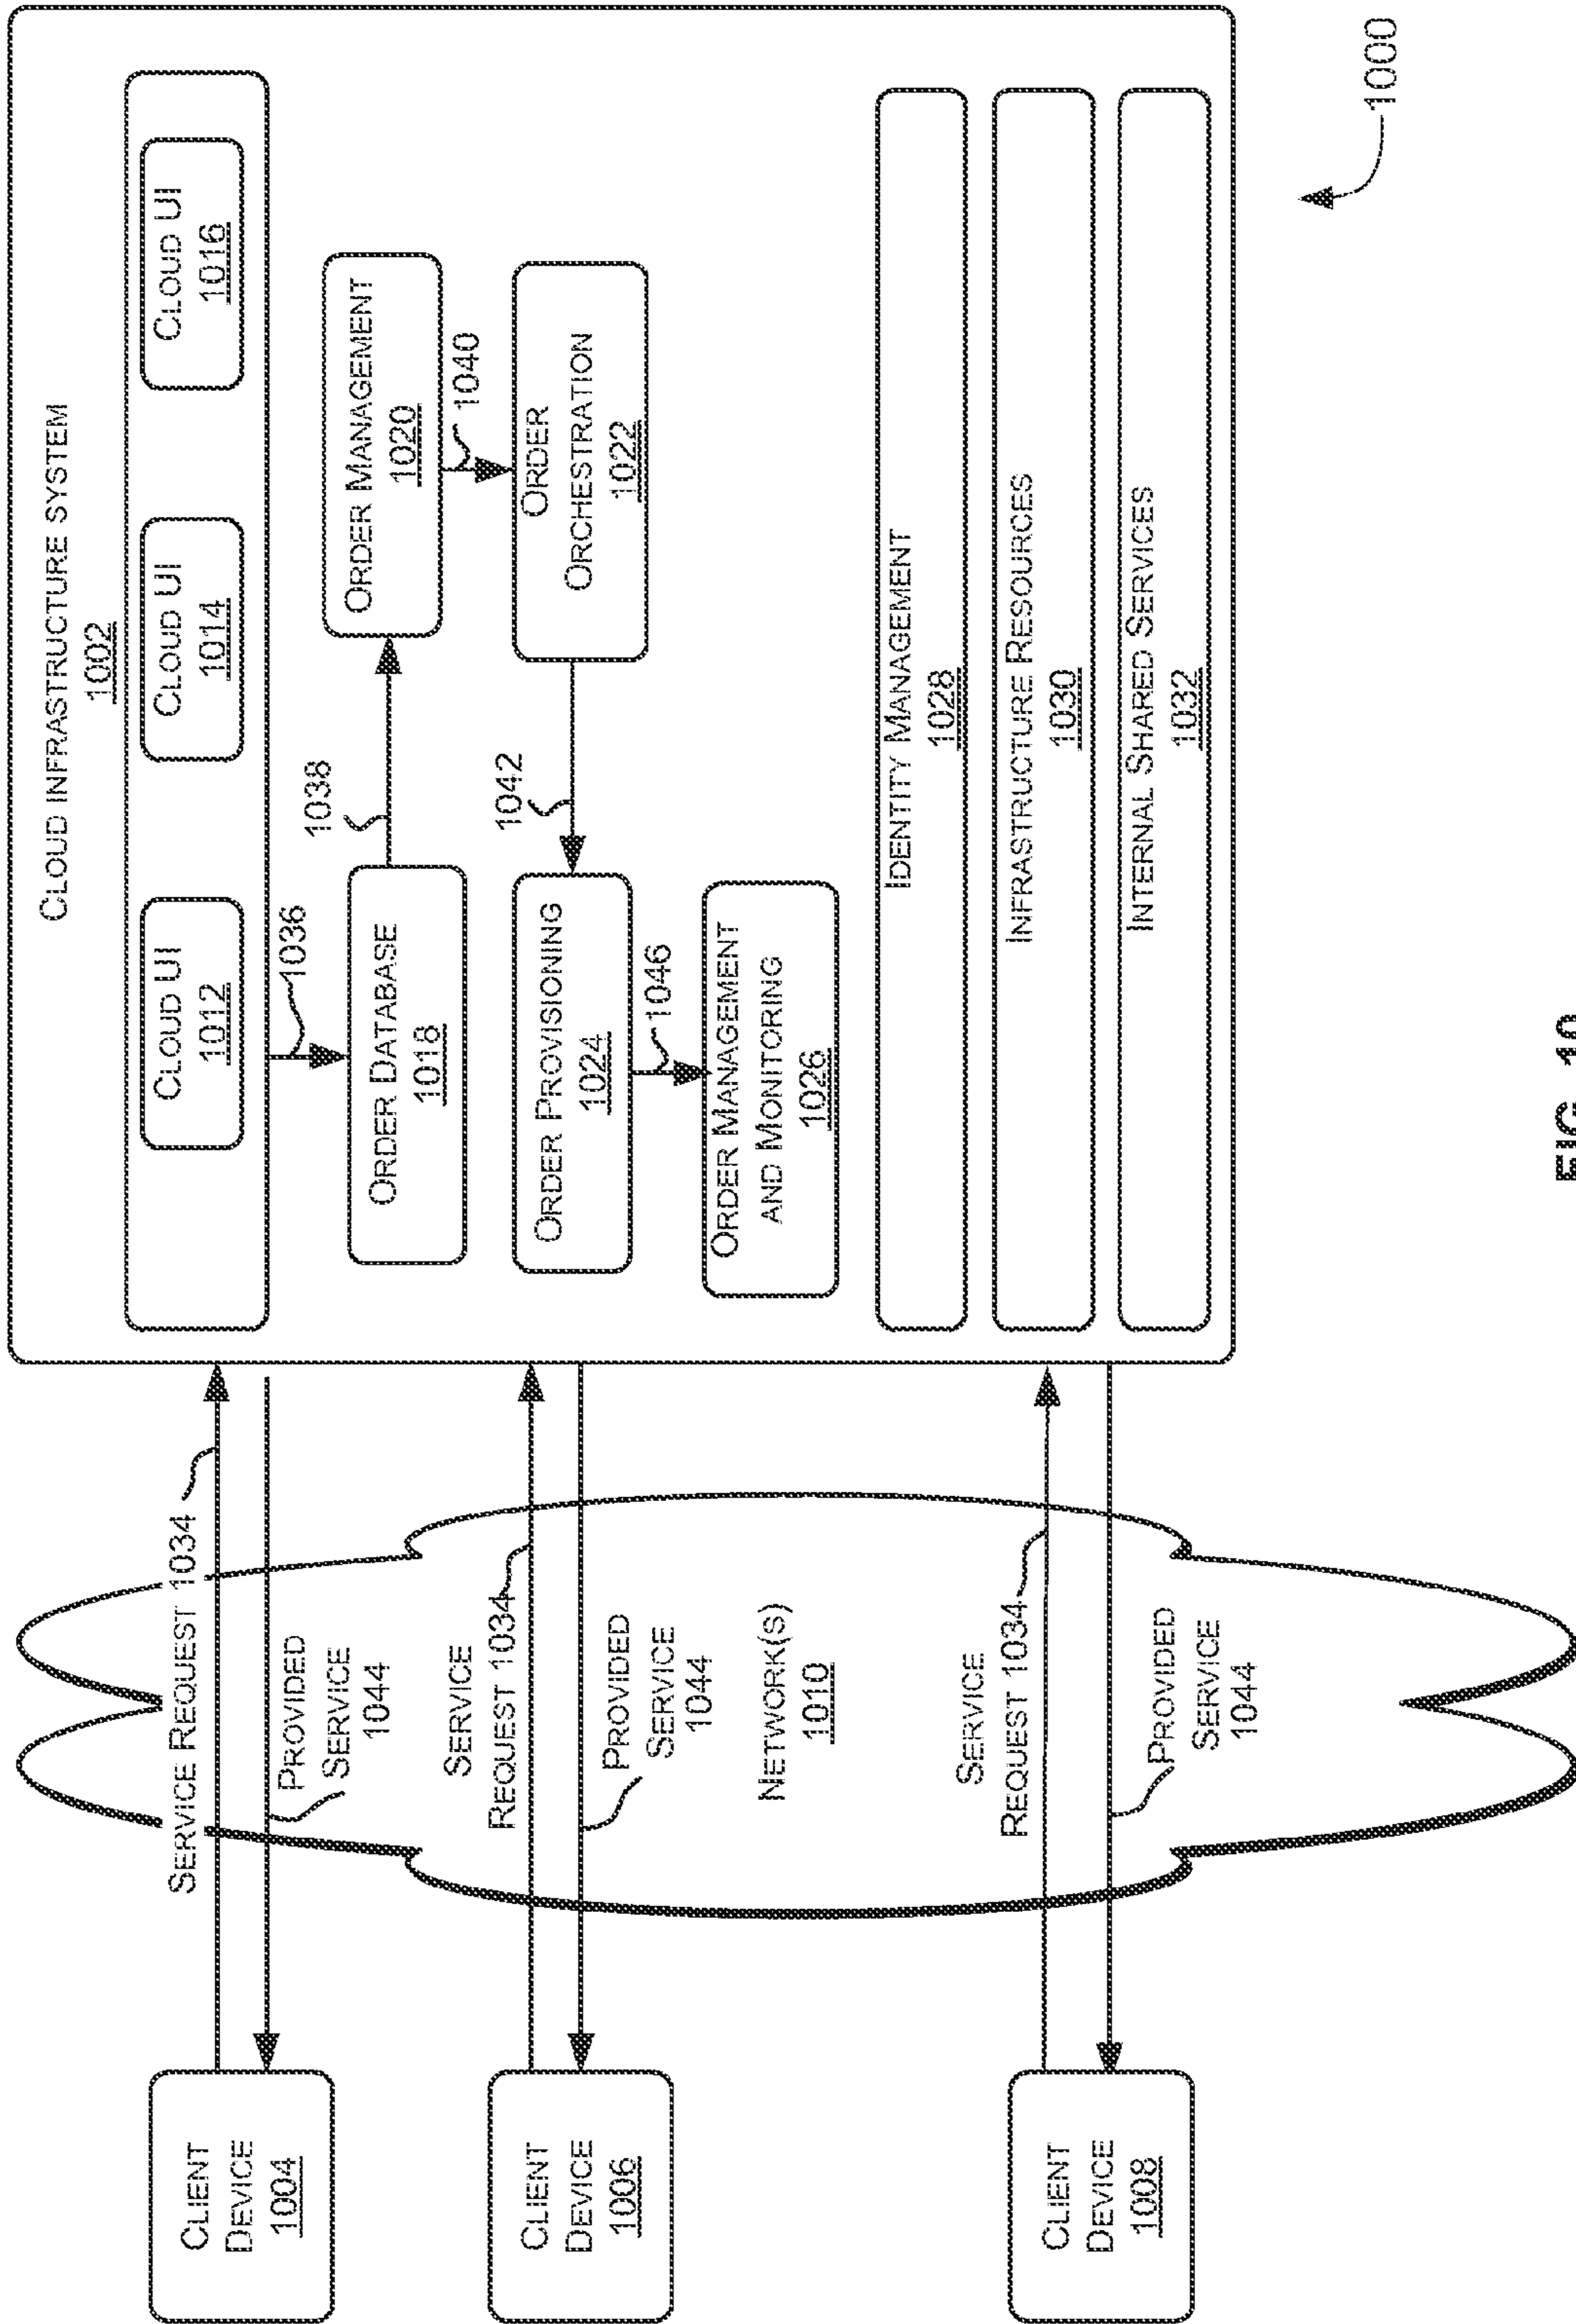 CLOUD INFRASTRUCTURE SYSTEM
1002
CLOUD UI
1012
CLOUD UI
1014
CLOUD UI
1016
1036
ORDER DATABASE
1018
1038
ORDER MANAGEMENT
1020
1040
ORDER
ORCHESTRATION
1022
1042
ORDER PROVISIONING
1024
1046
ORDER MANAGEMENT
AND MONITORING
1026
IDENTITY MANAGEMENT
1028
INFRASTRUCTURE RESOURCES
1030
INTERNAL SHARED SERVICES
1032
SERVICE REQUEST 1034
PROVIDED
SERVICE
1044
SERVICE
REQUEST 1034
PROVIDED
SERVICE
1044
NETWORK(S)
1010
SERVICE
REQUEST 1034
PROVIDED
SERVICE
1044
CLIENT
DEVICE
1004
CLIENT
DEVICE
1006
CLIENT
DEVICE
1008
1000
FIG. 10